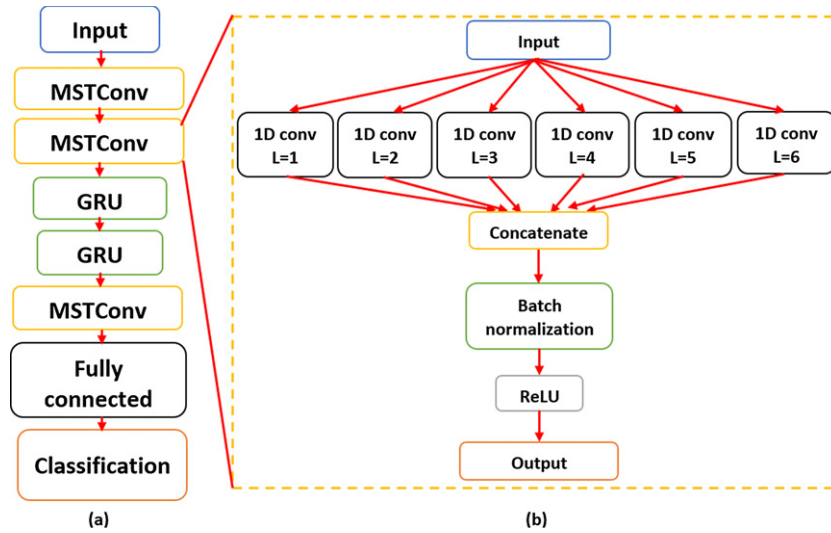 Input
MSTConv
MSTConv
GRU
GRU
MSTConv
Fully
connected
Classification
(a)
Input
1D conv
L=1
1D conv
L=2
1D conv
L=3
1D conv
L=4
1D conv
L=5
1D conv
L=6
Concatenate
Batch
normalization
ReLU
Output
(b)